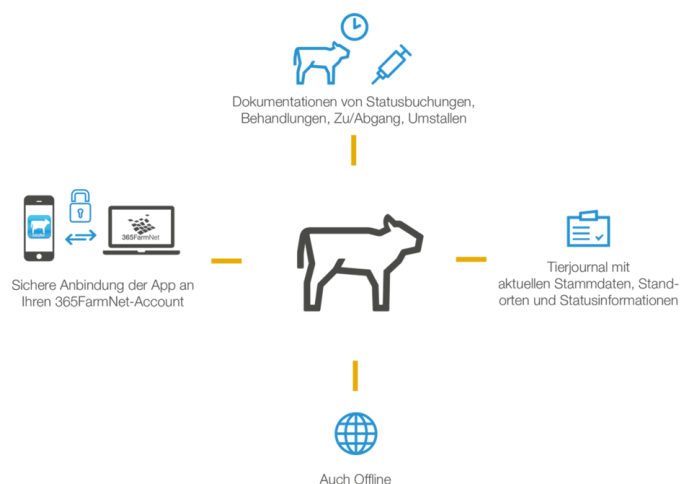 Dokumentationen von Statusbuchungen,
Behandlungen, Zu/Abgang, Umstallen
365FarmNet
Sichere Anbindung der App an
Ihren 365FarmNet-Account
Tierjournal mit
aktuellen Stammdaten, Stand-
orten und Statusinformationen
Auch Offline